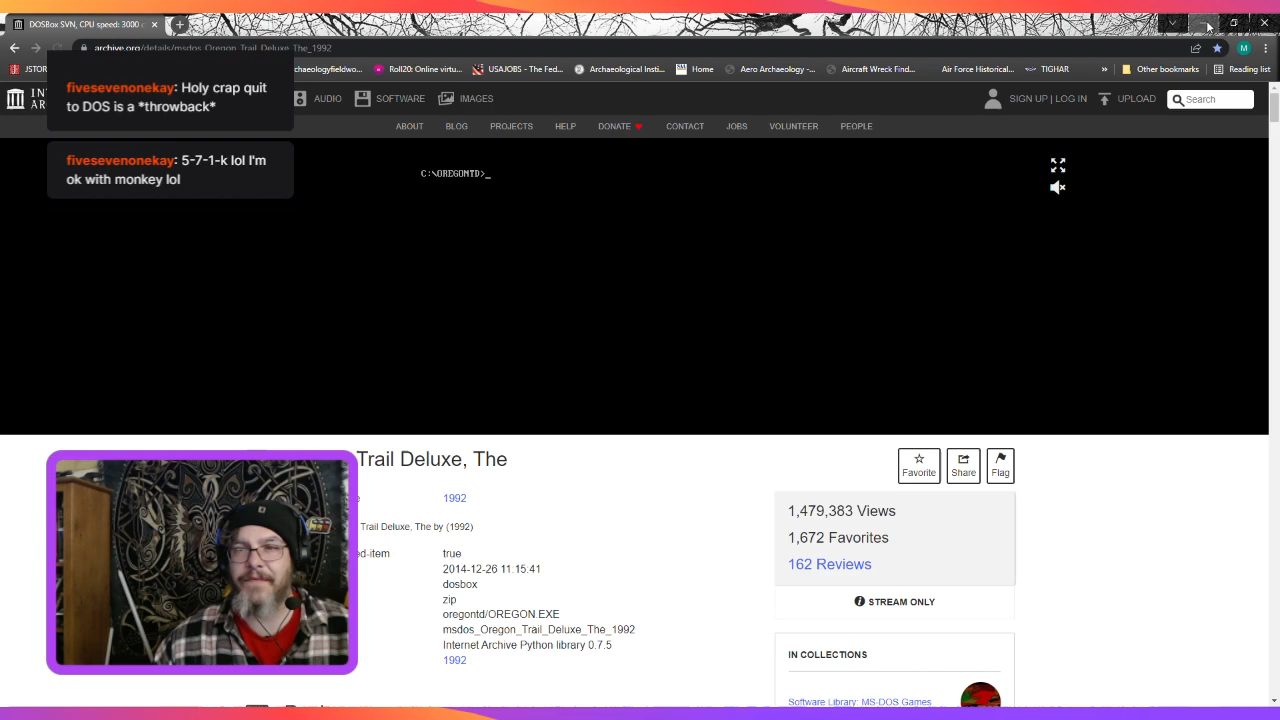 DOSBox SVN, CPU speed: 3000
archive.org/details/msdos_Oregon_Trail_Deluxe_The_1992
M
JSTOR
chaeologyfieldwo...
Roll20: Online virtu...
USAJOBS - The Fed...
Archaeological Insti...
Home
Aero Archaeology -...
Aircraft Wreck Find...
Air Force Historical...
TIGHAR
»
Other bookmarks
Reading list
fivesevenonekay: Holy crap quit
to DOS is a *throwback*
fivesevenonekay: 5-7-1-k lol I'm
ok with monkey lol
AUDIO
SOFTWARE
IMAGES
SIGN UP | LOG IN
UPLOAD
Search
ABOUT
BLOG
PROJECTS
HELP
DONATE
CONTACT
JOBS
VOLUNTEER
PEOPLE
C:\OREGONTD>_
Trail Deluxe, The
Favorite
Share
Flag
1992
Trail Deluxe, The by (1992)
ed-item
true
2014-12-26 11.15.41
dosbox
zip
oregontd/OREGON.EXE
msdos_Oregon_Trail_Deluxe_The_1992
Internet Archive Python library 0.7.5
1992
1,479,383 Views
1,672 Favorites
162 Reviews
STREAM ONLY
IN COLLECTIONS
Software Library: MS-DOS Games